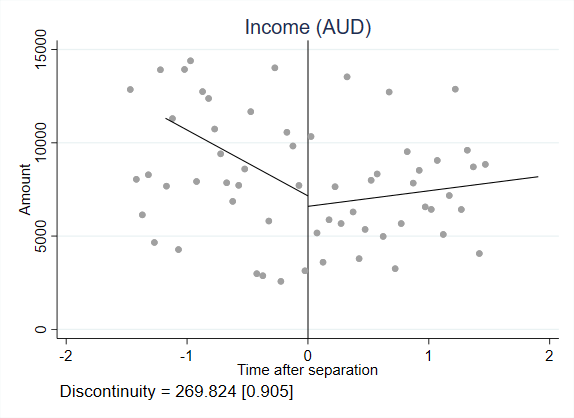 Income (AUD)
Amount
15000
10000
5000
0
-2
-1
0
1
2
Time after separation
Discontinuity = 269.824 [0.905]